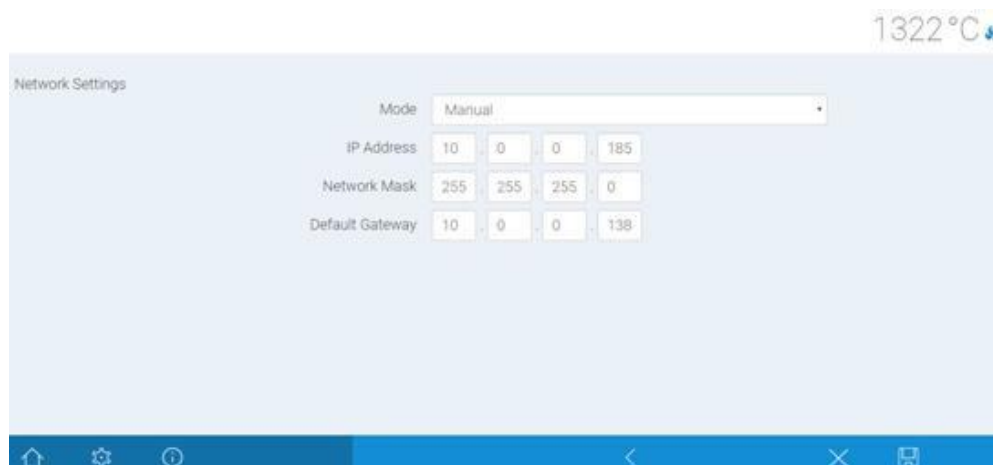 1322°C
Network Settings
Mode Manual
IP Address 10 . 0 . 0 . 185
Network Mask 255 . 255 . 255 . 0
Default Gateway 10 . 0 . 0 . 138